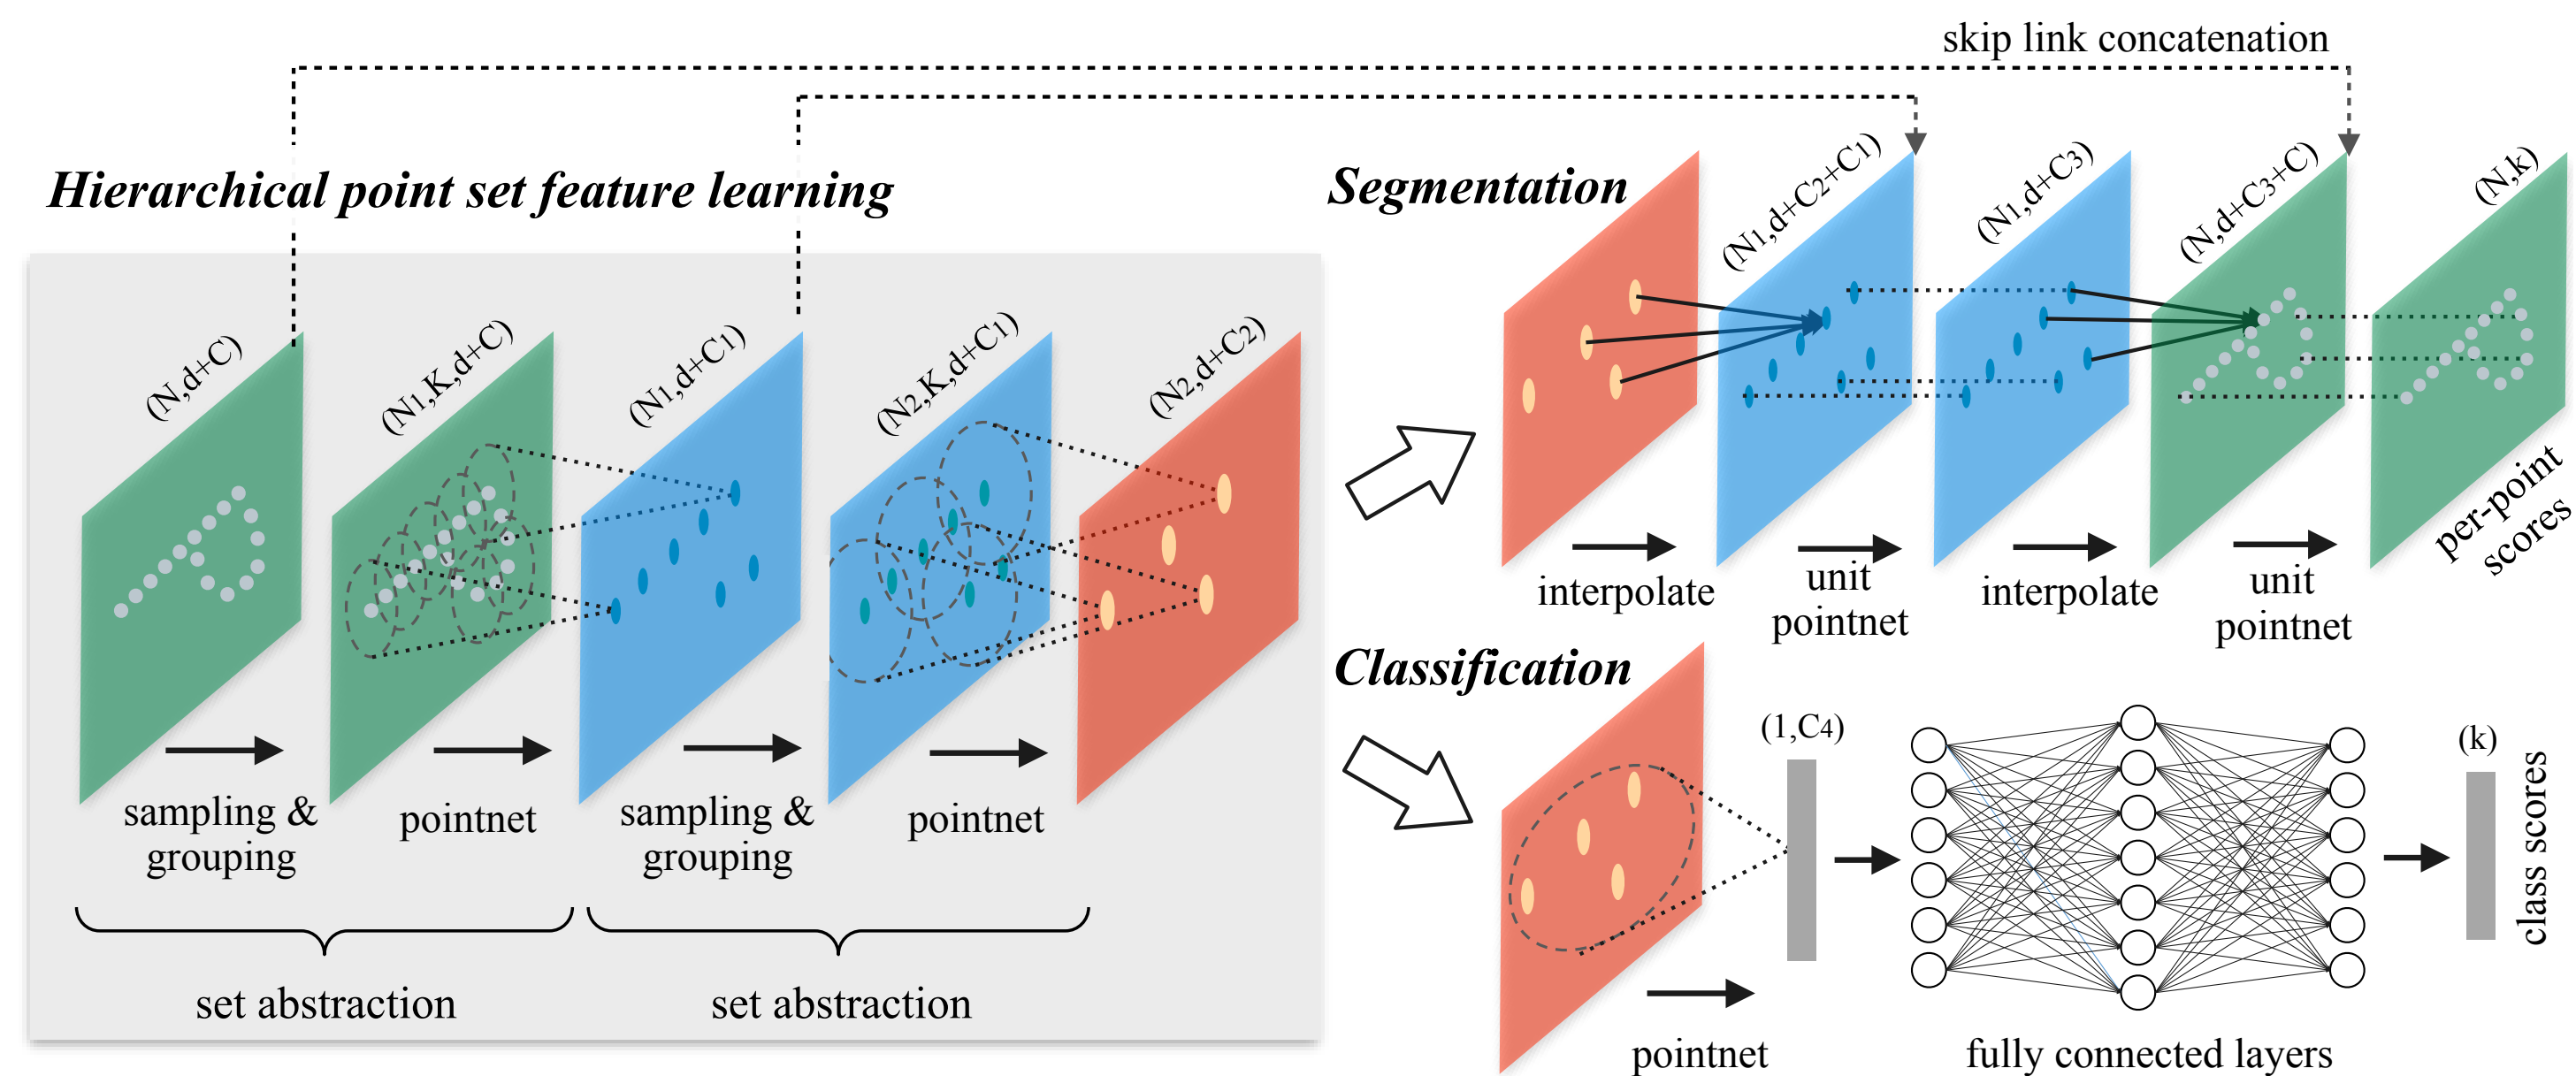 skip link concatenation
Hierarchical point set feature learning
(N,d+C)
(N1,K,d+C)
(N1,d+C1)
(N2,K,d+C1)
(N2,d+C2)
sampling &
grouping
pointnet
sampling &
grouping
pointnet
set abstraction
set abstraction
Segmentation
(N1,d+C2+C1)
(N1,d+C3)
(N,d+C3+C)
(N,k)
interpolate
unit
pointnet
interpolate
unit
pointnet
per-point
scores
Classification
(1,C4)
(k)
class scores
pointnet
fully connected layers